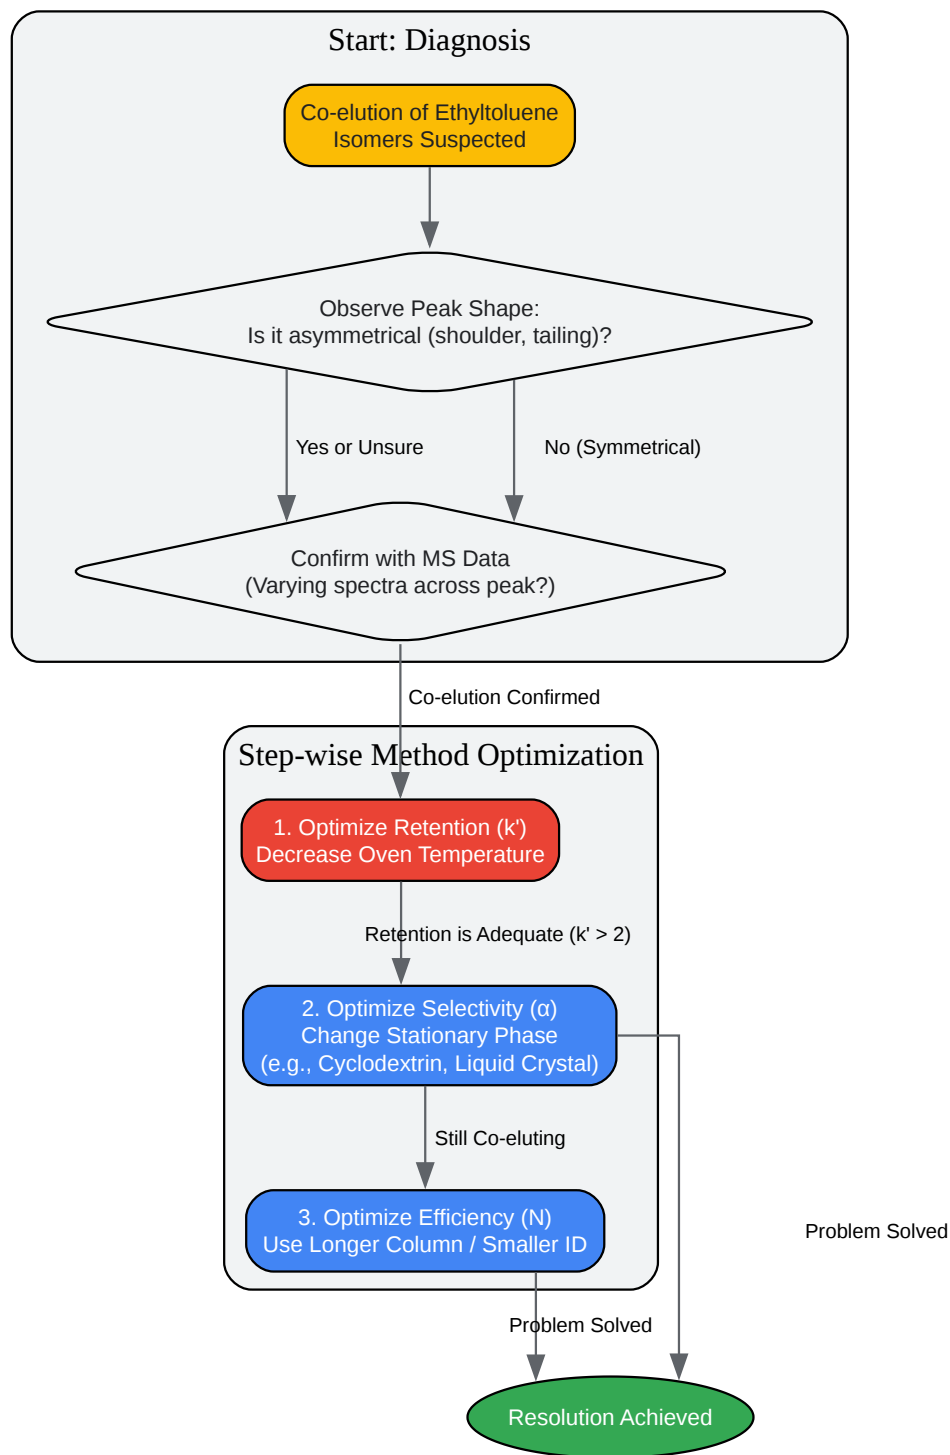 Start: Diagnosis
Co-elution of Ethyltoluene
Isomers Suspected
Observe Peak Shape:
Is it asymmetrical (shoulder, tailing)?
Yes or Unsure
No (Symmetrical)
Confirm with MS Data
(Varying spectra across peak?)
Co-elution Confirmed
Step-wise Method Optimization
1. Optimize Retention (k')
Decrease Oven Temperature
Retention is Adequate (k' > 2)
2. Optimize Selectivity (α)
Change Stationary Phase
(e.g., Cyclodextrin, Liquid Crystal)
Still Co-eluting
3. Optimize Efficiency (N)
Use Longer Column / Smaller ID
Problem Solved
Problem Solved
Resolution Achieved